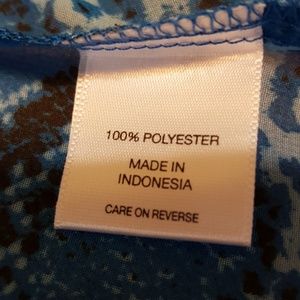 100% POLYESTER
MADE IN
INDONESIA
CARE ON REVERSE